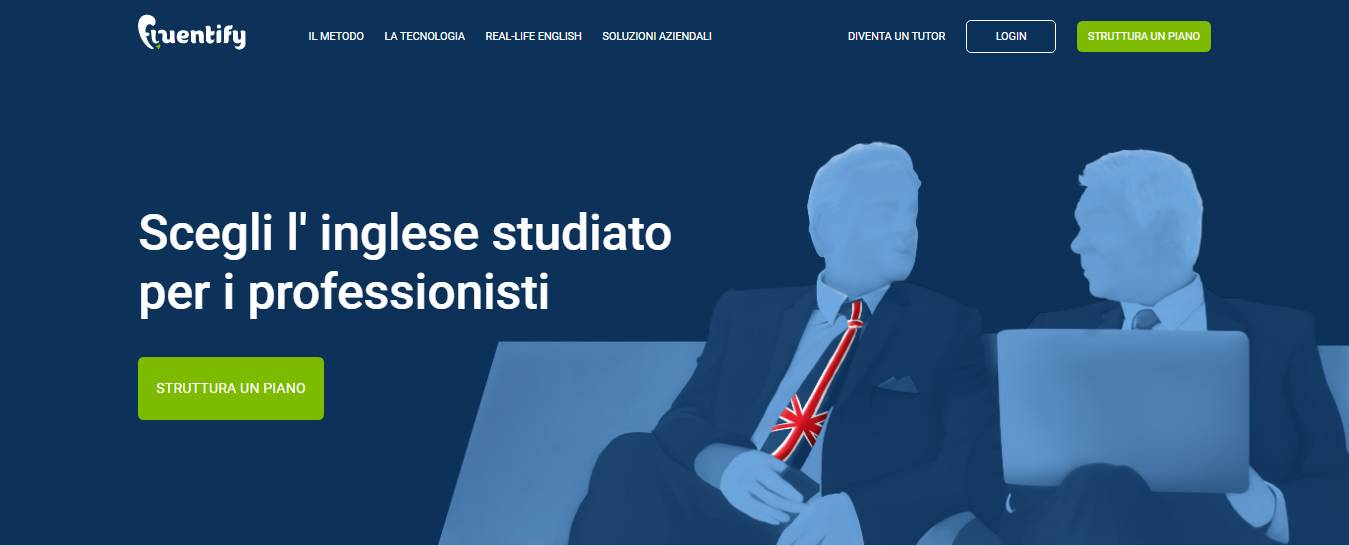 fluentify
IL METODO
LA TECNOLOGIA
REAL-LIFE ENGLISH
SOLUZIONI AZIENDALI
DIVENTA UN TUTOR
LOGIN
STRUTTURA UN PIANO
Scegli l' inglese studiato
per i professionisti
STRUTTURA UN PIANO